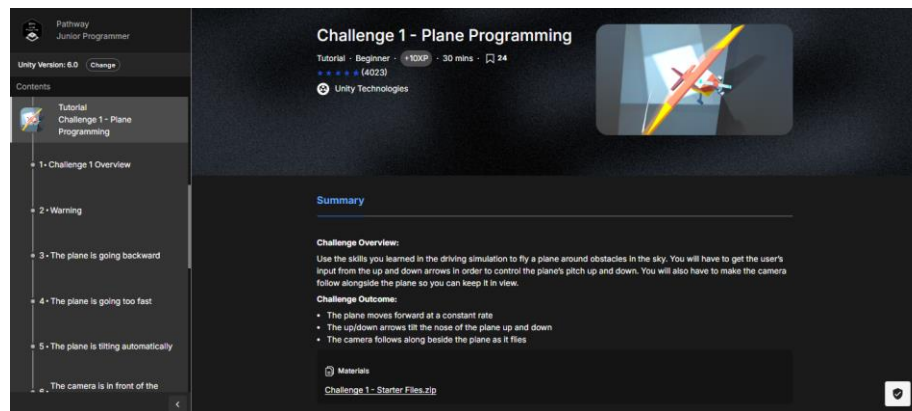 Pathway
Junior Programmer
Unity Version: 6.0 Change
Contents
Tutorial
Challenge 1 - Plane
Programming
1 • Challenge 1 Overview
2 • Warning
3 • The plane is going backward
4 • The plane is going too fast
5 • The plane is tilting automatically
The camera is in front of the
Challenge 1 - Plane Programming
Tutorial · Beginner · +10XP · 30 mins · 24
(4023)
Unity Technologies
Summary
Challenge Overview:
Use the skills you learned in the driving simulation to fly a plane around obstacles in the sky. You will have to get the user's
input from the up and down arrows in order to control the plane's pitch up and down. You will also have to make the camera
follow alongside the plane so you can keep it in view.
Challenge Outcome:
• The plane moves forward at a constant rate
• The up/down arrows tilt the nose of the plane up and down
• The camera follows along beside the plane as it flies
Materials
Challenge 1 - Starter Files.zip